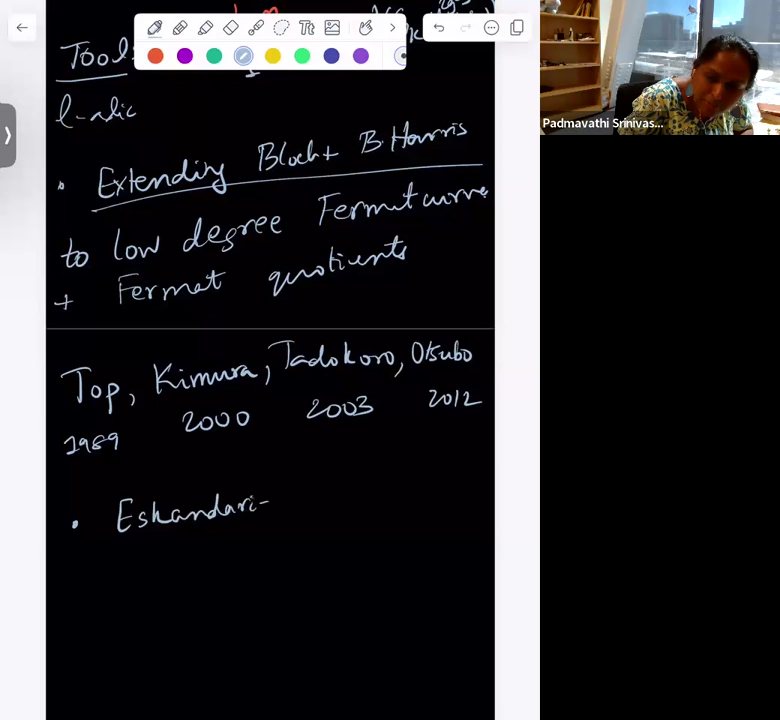 Tool
l-adic
• Extending Bloch + B. Harris
to low degree Fermat curve
+ Fermat quotients
Top, Kimura, Tadokoro, Otsubo
1989 2000 2003 2012
• Eskandari-
Padmavathi Srinivas...